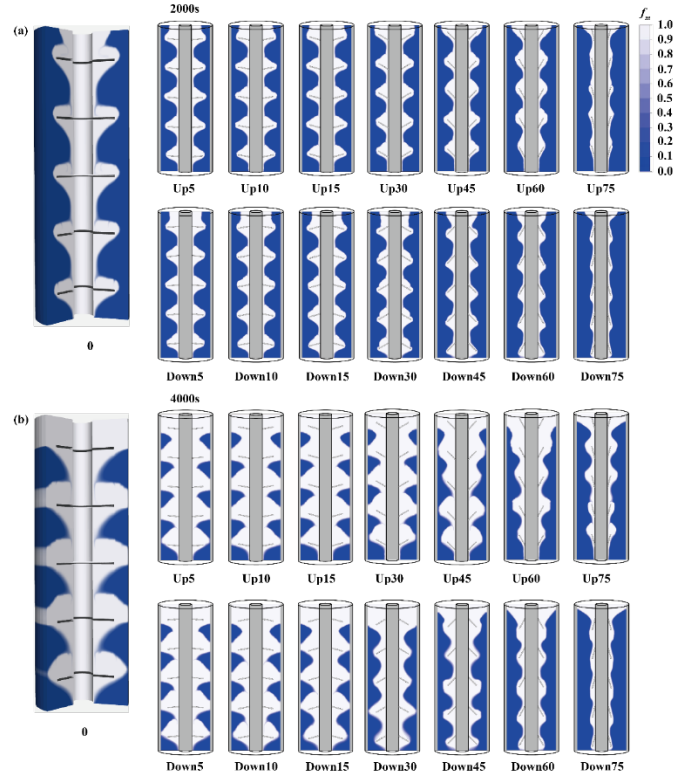 (a)
2000s
fm
1.0
0.9
0.8
0.7
0.6
0.5
0.4
0.3
0.2
0.1
0.0
Up5 Up10 Up15 Up30 Up45 Up60 Up75
Down5 Down10 Down15 Down30 Down45 Down60 Down75
0
(b)
4000s
Up5 Up10 Up15 Up30 Up45 Up60 Up75
Down5 Down10 Down15 Down30 Down45 Down60 Down75
0